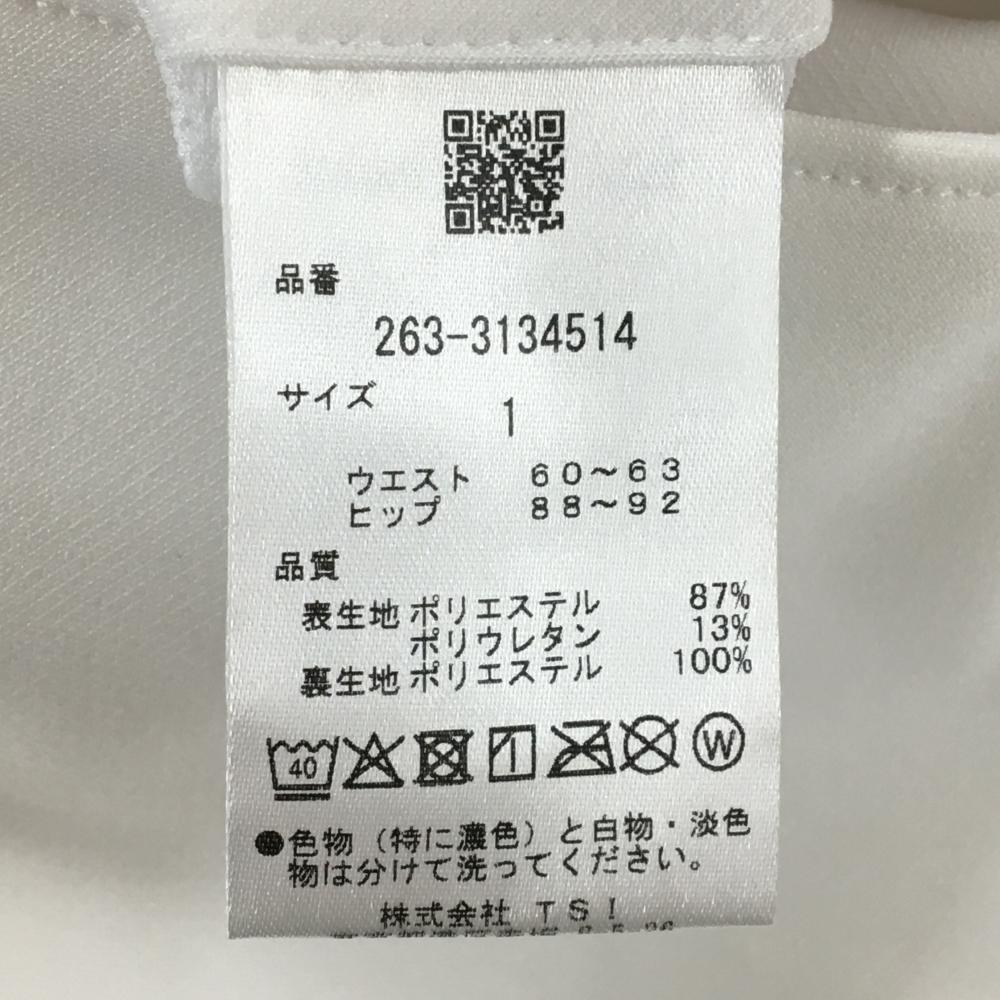 品番
263-3134514
サイズ
1
ウエスト 60~63
ヒップ 88~92
品質
表生地 ポリエステル 87%
ポリウレタン 13%
裏生地 ポリエステル 100%
40 W
●色物(特に濃色)と白物・淡色
物は分けて洗ってください。
株式会社 TSI